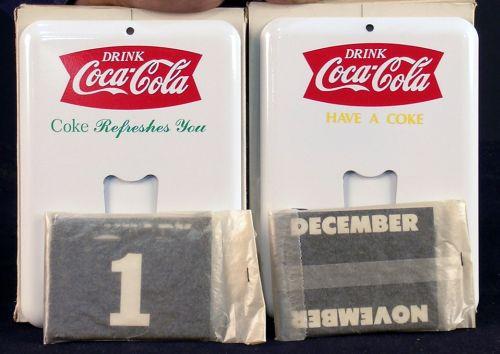 DRINK
Coca-Cola
Coke Refreshes You
1
DRINK
Coca-Cola
HAVE A COKE
DECEMBER
NOVEMBER